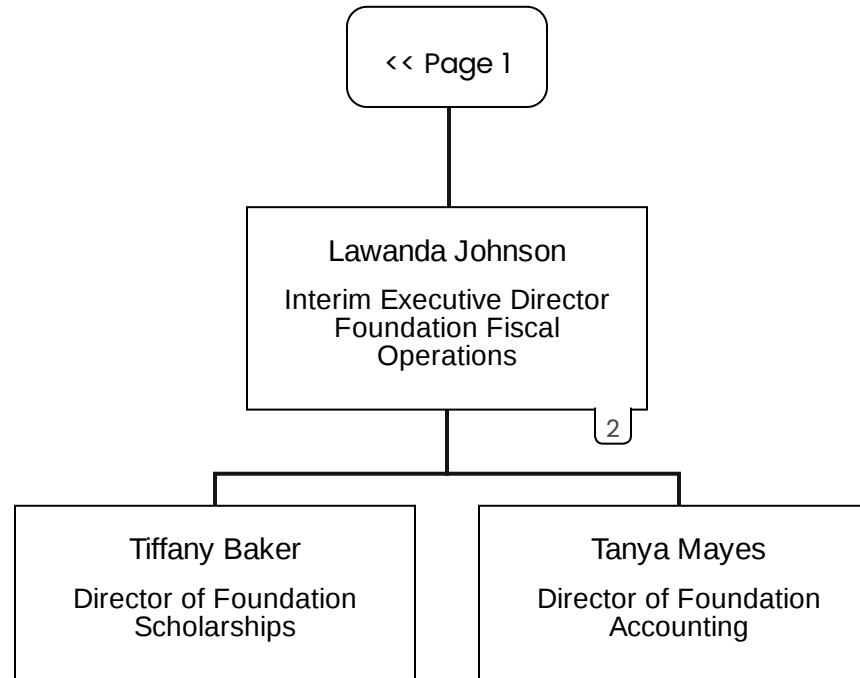 << Page 1
Lawanda Johnson
Interim Executive Director
Foundation Fiscal
Operations
2
Tiffany Baker
Director of Foundation
Scholarships
Tanya Mayes
Director of Foundation
Accounting